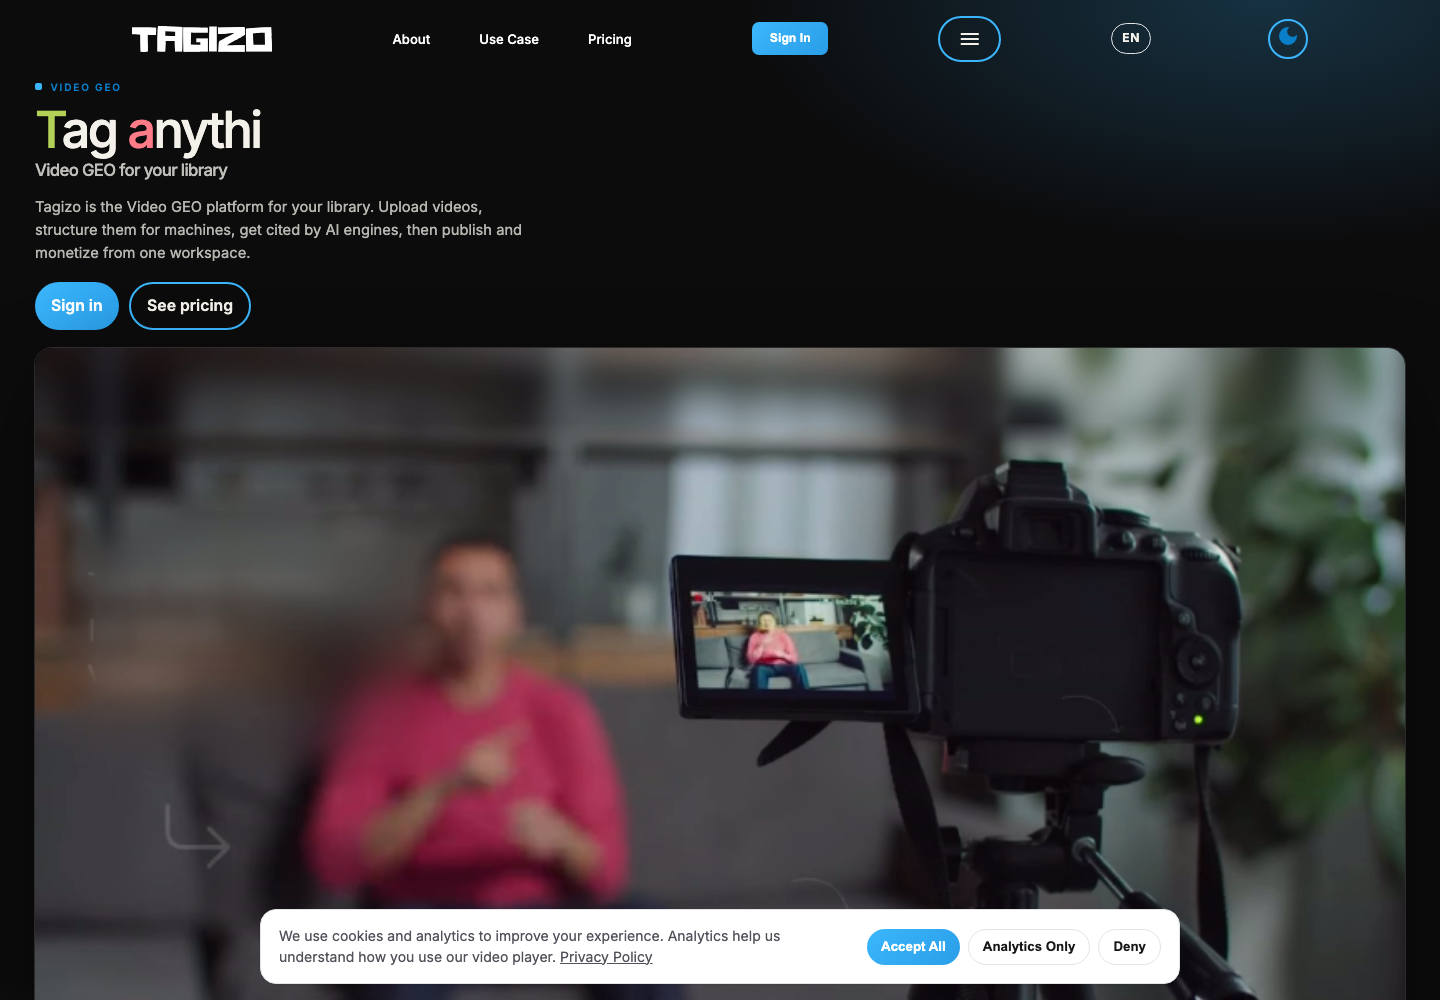 TAGIZO
About
Use Case
Pricing
Sign In
EN
VIDEO GEO
Tag anythi
Video GEO for your library
Tagizo is the Video GEO platform for your library. Upload videos,
structure them for machines, get cited by AI engines, then publish and
monetize from one workspace.
Sign in
See pricing
We use cookies and analytics to improve your experience. Analytics help us
understand how you use our video player. Privacy Policy
Accept All
Analytics Only
Deny